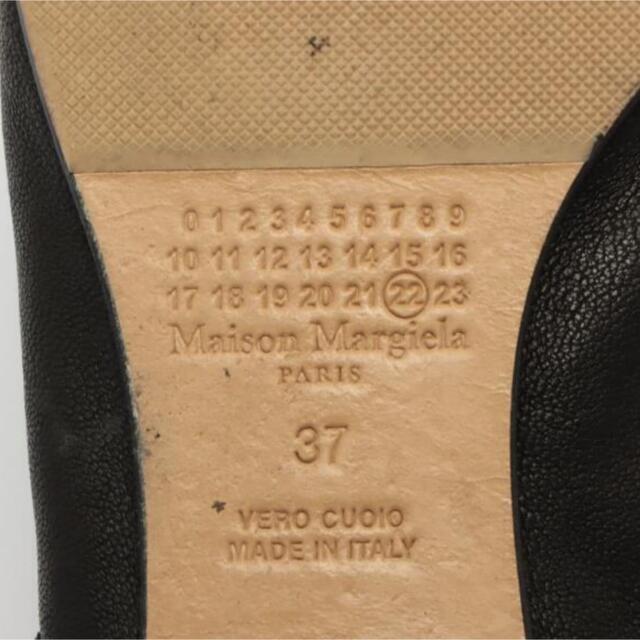 0 1 2 3 4 5 6 7 8 9
10 11 12 13 14 15 16
17 18 19 20 21 22 23
Maison Margiela
PARIS
37
VERO CUOIO
MADE IN ITALY